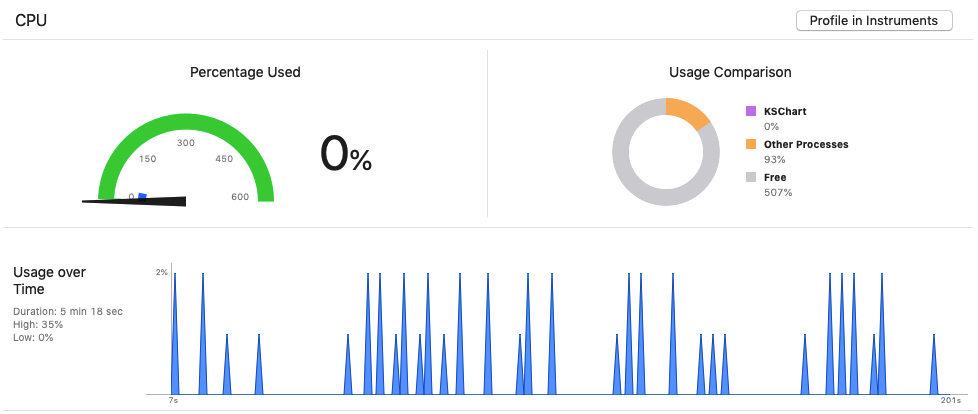 CPU
Profile in Instruments
Percentage Used
0
150
300
450
600
0%
Usage Comparison
KSChart
0%
Other Processes
93%
Free
507%
Usage over
Time
Duration: 5 min 18 sec
High: 35%
Low: 0%
2%
7s
201s